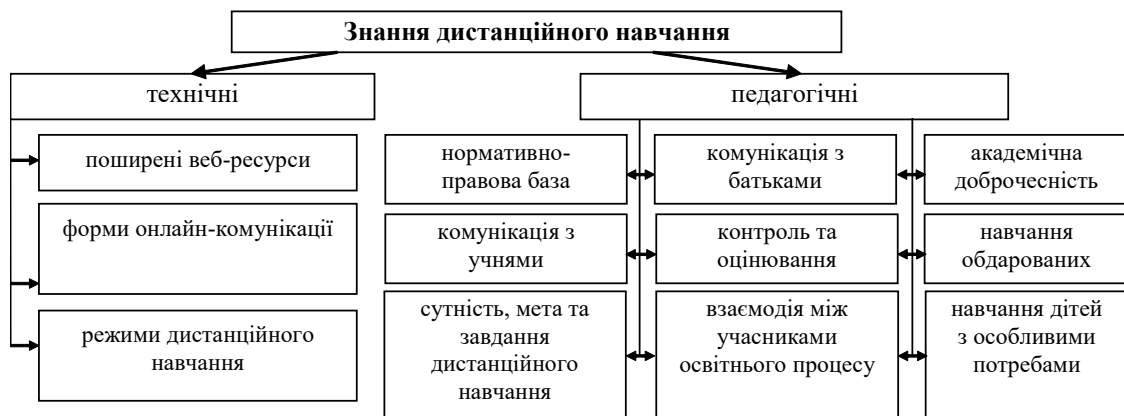 Знання дистанційного навчання
технічні
педагогічні
поширені веб-ресурси
форми онлайн-комунікації
режими дистанційного
навчання
нормативно-
правова база
комунікація з
батьками
академічна
доброчесність
комунікація з
учнями
контроль та
оцінювання
навчання
обдарованих
сутність, мета та
завдання
дистанційного
навчання
взаємодія між
учасниками
освітнього процесу
навчання дітей
з особливими
потребами